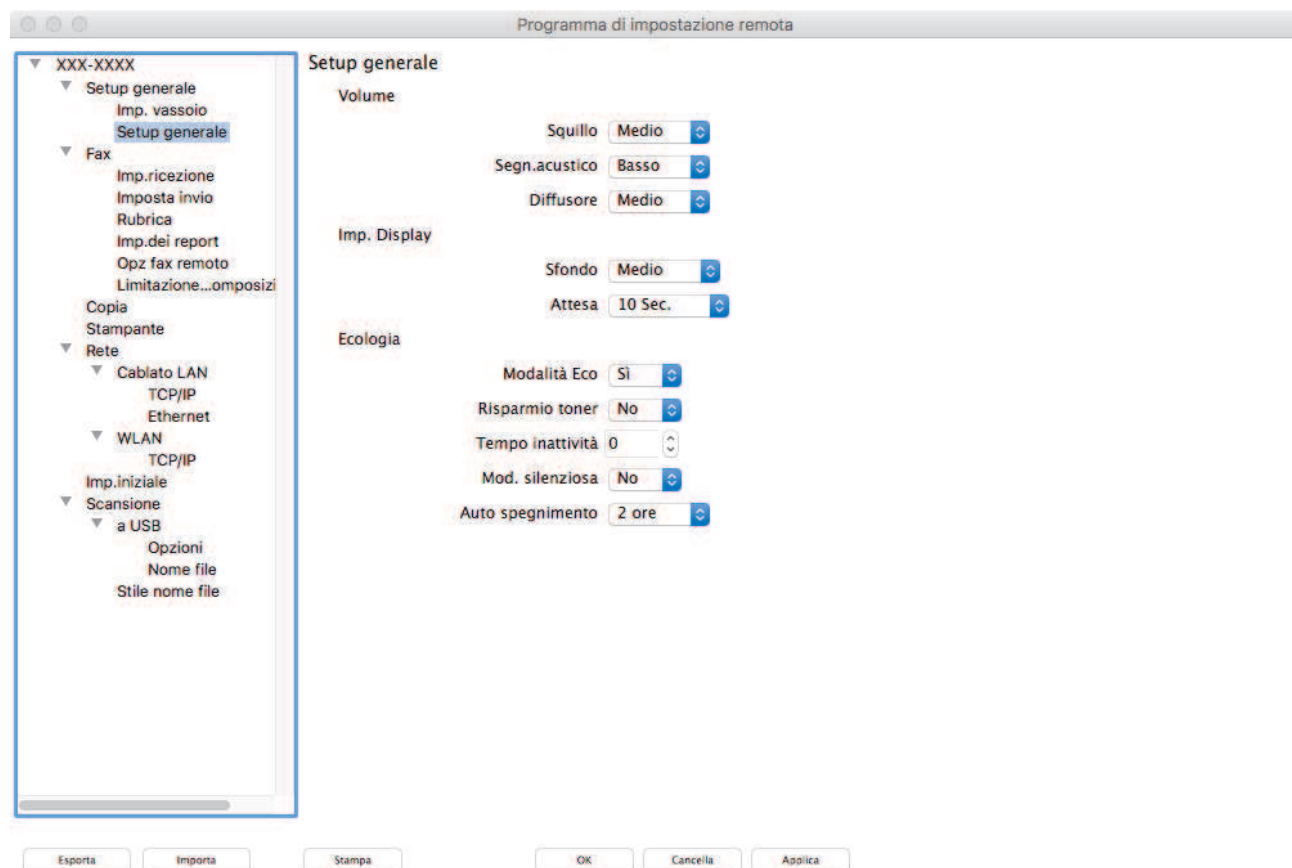 Programma di impostazione remota
XXX-XXXX
Setup generale
Imp. vassoio
Setup generale
Fax
Imp.ricezione
Imposta invio
Rubrica
Imp.dei report
Opz fax remoto
Limitazione...omposizi
Copia
Stampante
Rete
Cablato LAN
TCP/IP
Ethernet
WLAN
TCP/IP
Imp.iniziale
Scansione
a USB
Opzioni
Nome file
Stile nome file
Setup generale
Volume
Squillo Medio
Segn.acustico Basso
Diffusore Medio
Imp. Display
Sfondo Medio
Attesa 10 Sec.
Ecologia
Modalità Eco Sì
Risparmio toner No
Tempo inattività 0
Mod. silenziosa No
Auto spegnimento 2 ore
Esporta Importa Stampa OK Cancella Applica